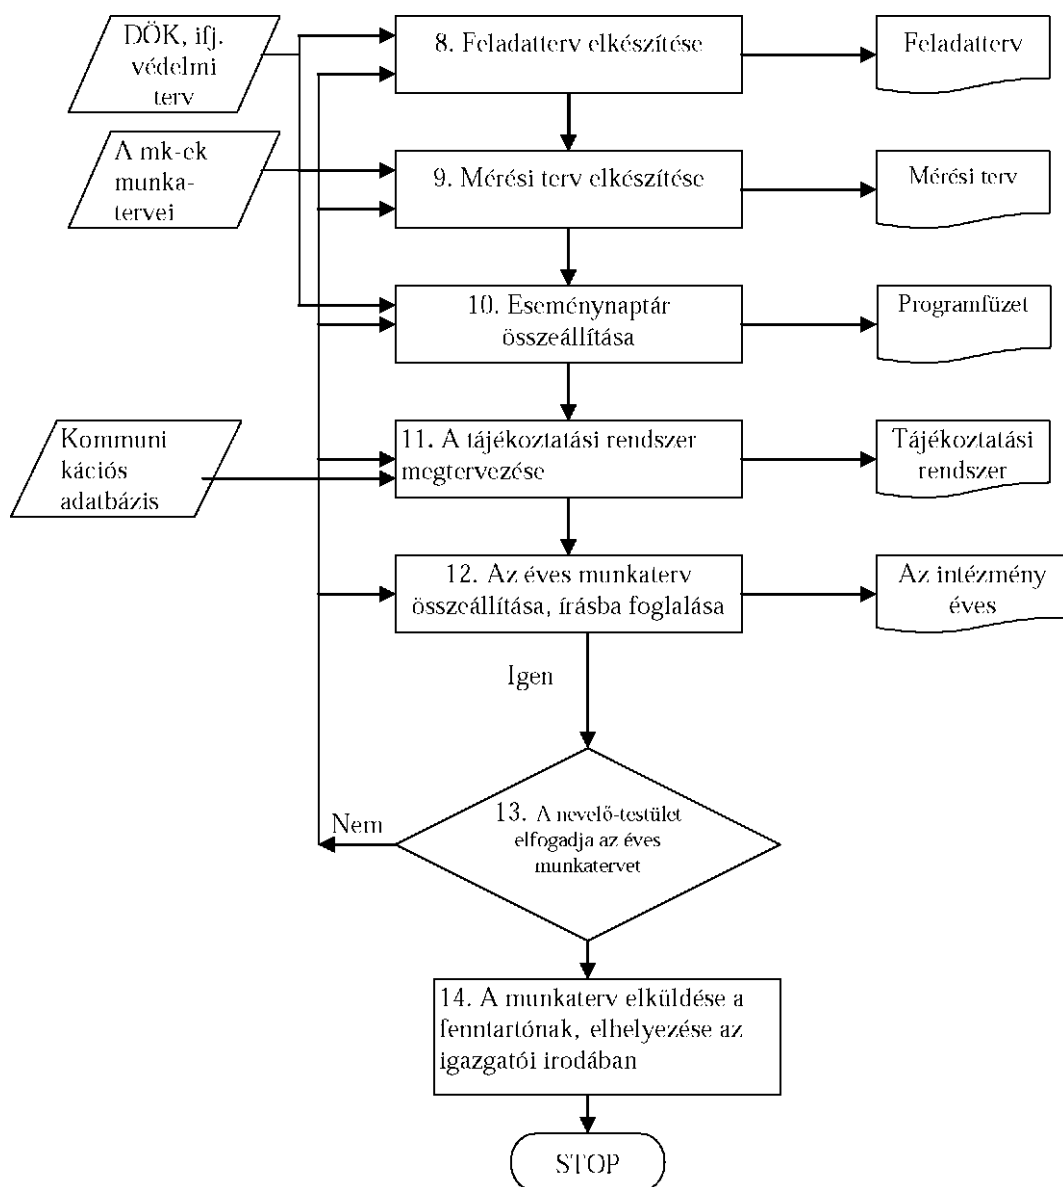 DÖK, ifj.
védelmi
terv
8. Feladatterv elkészítése
Feladatterv
A mk-ek
munka-
tervei
9. Mérési terv elkészítése
Mérési terv
10. Eseménynaptár
összeállítása
Programfüzet
Kommuni
kációs
adatbázis
11. A tájékoztatási rendszer
megtervezése
Tájékoztatási
rendszer
12. Az éves munkaterv
összeállítása, írásba foglalása
Az intézmény
éves
Igen
13. A nevelő-testület
elfogadja az éves
munkatervet
Nem
14. A munkaterv elküldése a
fenntartónak, elhelyezése az
igazgatói irodában
STOP